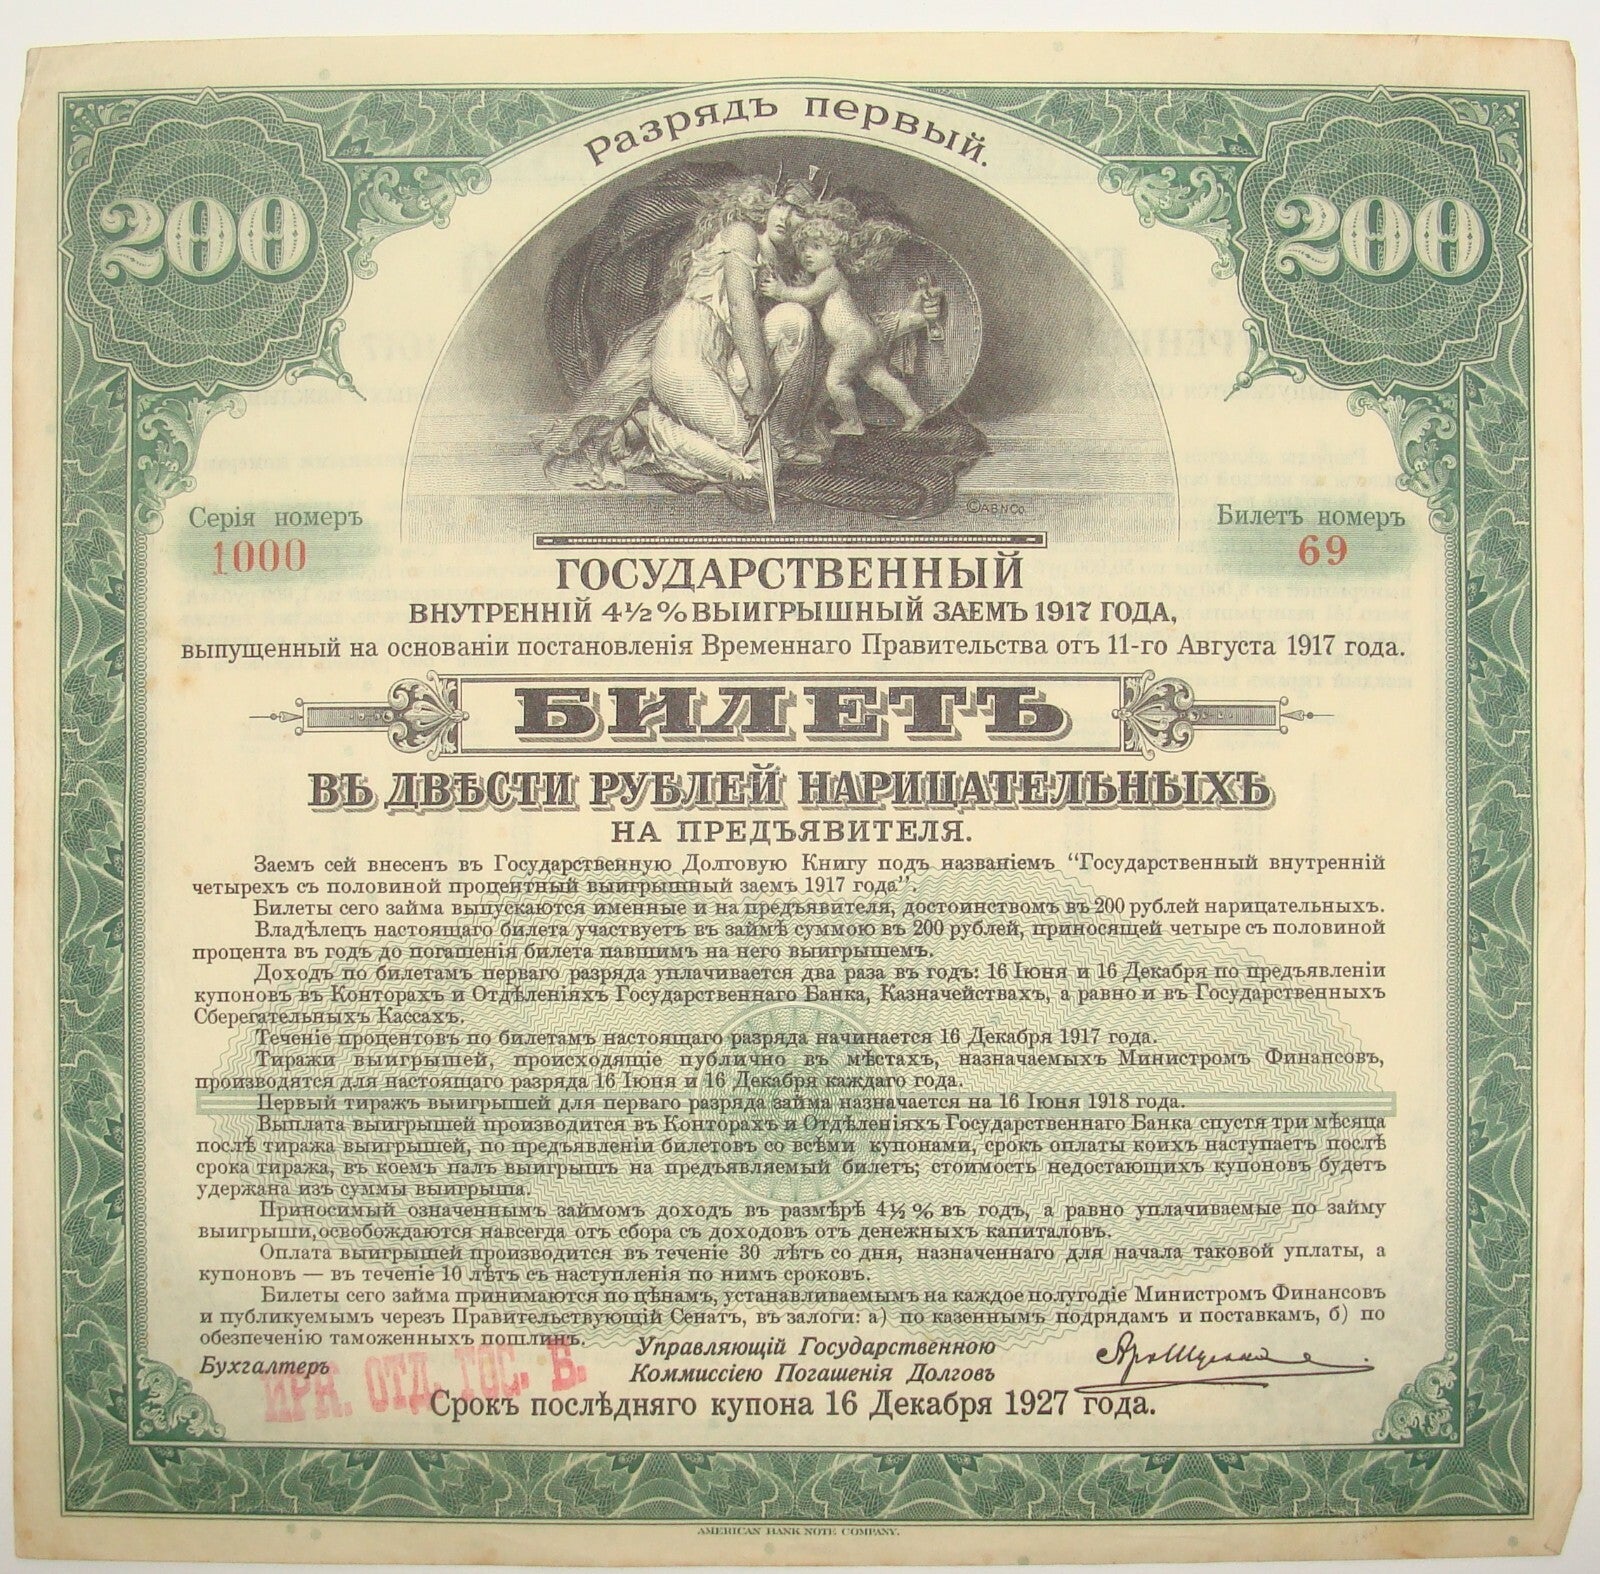 Разрядъ первый.
200
200
©ABNCo.
Серія номеръ
1000
Билетъ номеръ
69
ГОСУДАРСТВЕННЫЙ
ВНУТРЕННІЙ 4½% ВЫИГРЫШНЫЙ ЗАЕМЪ 1917 ГОДА,
выпущенный на основаніи постановленія Временнаго Правительства отъ 11-го Августа 1917 года.
БИЛЕТЪ
ВЪ ДВѢСТИ РУБЛЕЙ НАРИЦАТЕЛЬНЫХЪ
НА ПРЕДЪЯВИТЕЛЯ.
Заемъ сей внесенъ въ Государственную Долговую Книгу подъ названіемъ "Государственный внутренній
четырехъ съ половиной процентный выигрышный заемъ 1917 года".
Билеты сего займа выпускаются именные и на предъявителя, достоинствомъ въ 200 рублей нарицательныхъ.
Владѣлецъ настоящаго билета участвуетъ въ займѣ суммою въ 200 рублей, приносящей четыре съ половиной
процента въ годъ до погашенія билета павшимъ на него выигрышемъ.
Доходъ по билетамъ перваго разряда уплачивается два раза въ годъ: 16 Іюня и 16 Декабря по предъявленіи
купоновъ въ Конторахъ и Отдѣленіяхъ Государственнаго Банка, Казначействахъ, а равно и въ Государственныхъ
Сберегательныхъ Кассахъ.
Теченіе процентовъ по билетамъ настоящаго разряда начинается 16 Декабря 1917 года.
Тиражи выигрышей, происходящіе публично въ мѣстахъ, назначаемыхъ Министромъ Финансовъ,
производятся для настоящаго разряда 16 Іюня и 16 Декабря каждаго года.
Первый тиражъ выигрышей для перваго разряда займа назначается на 16 Іюня 1918 года.
Выплата выигрышей производится въ Конторахъ и Отдѣленіяхъ Государственнаго Банка спустя три мѣсяца
послѣ тиража выигрышей, по предъявленіи билетовъ со всѣми купонами, срокъ оплаты коихъ наступаетъ послѣ
срока тиража, въ коемъ палъ выигрышъ на предъявляемый билетъ; стоимость недостающихъ купоновъ будетъ
удержана изъ суммы выигрыша.
Приносимый означеннымъ займомъ доходъ въ размѣрѣ 4½% въ годъ, а равно уплачиваемые по займу
выигрыши, освобождаются навсегда отъ сбора съ доходовъ отъ денежныхъ капиталовъ.
Оплата выигрышей производится въ теченіе 30 лѣтъ со дня, назначеннаго для начала таковой уплаты, а
купоновъ — въ теченіе 10 лѣтъ съ наступленія по нимъ сроковъ.
Билеты сего займа принимаются по цѣнамъ, устанавливаемымъ на каждое полугодіе Министромъ Финансовъ
и публикуемымъ черезъ Правительствующій Сенатъ, въ залоги: а) по казеннымъ подрядамъ и поставкамъ, б) по
обезпеченію таможенныхъ пошлинъ.
Бухгалтеръ
Управляющій Государственною
Коммиссіею Погашенія Долговъ
ИРК. ОТД. ГОС. Б.
Срокъ послѣдняго купона 16 Декабря 1927 года.
AMERICAN BANK NOTE COMPANY.